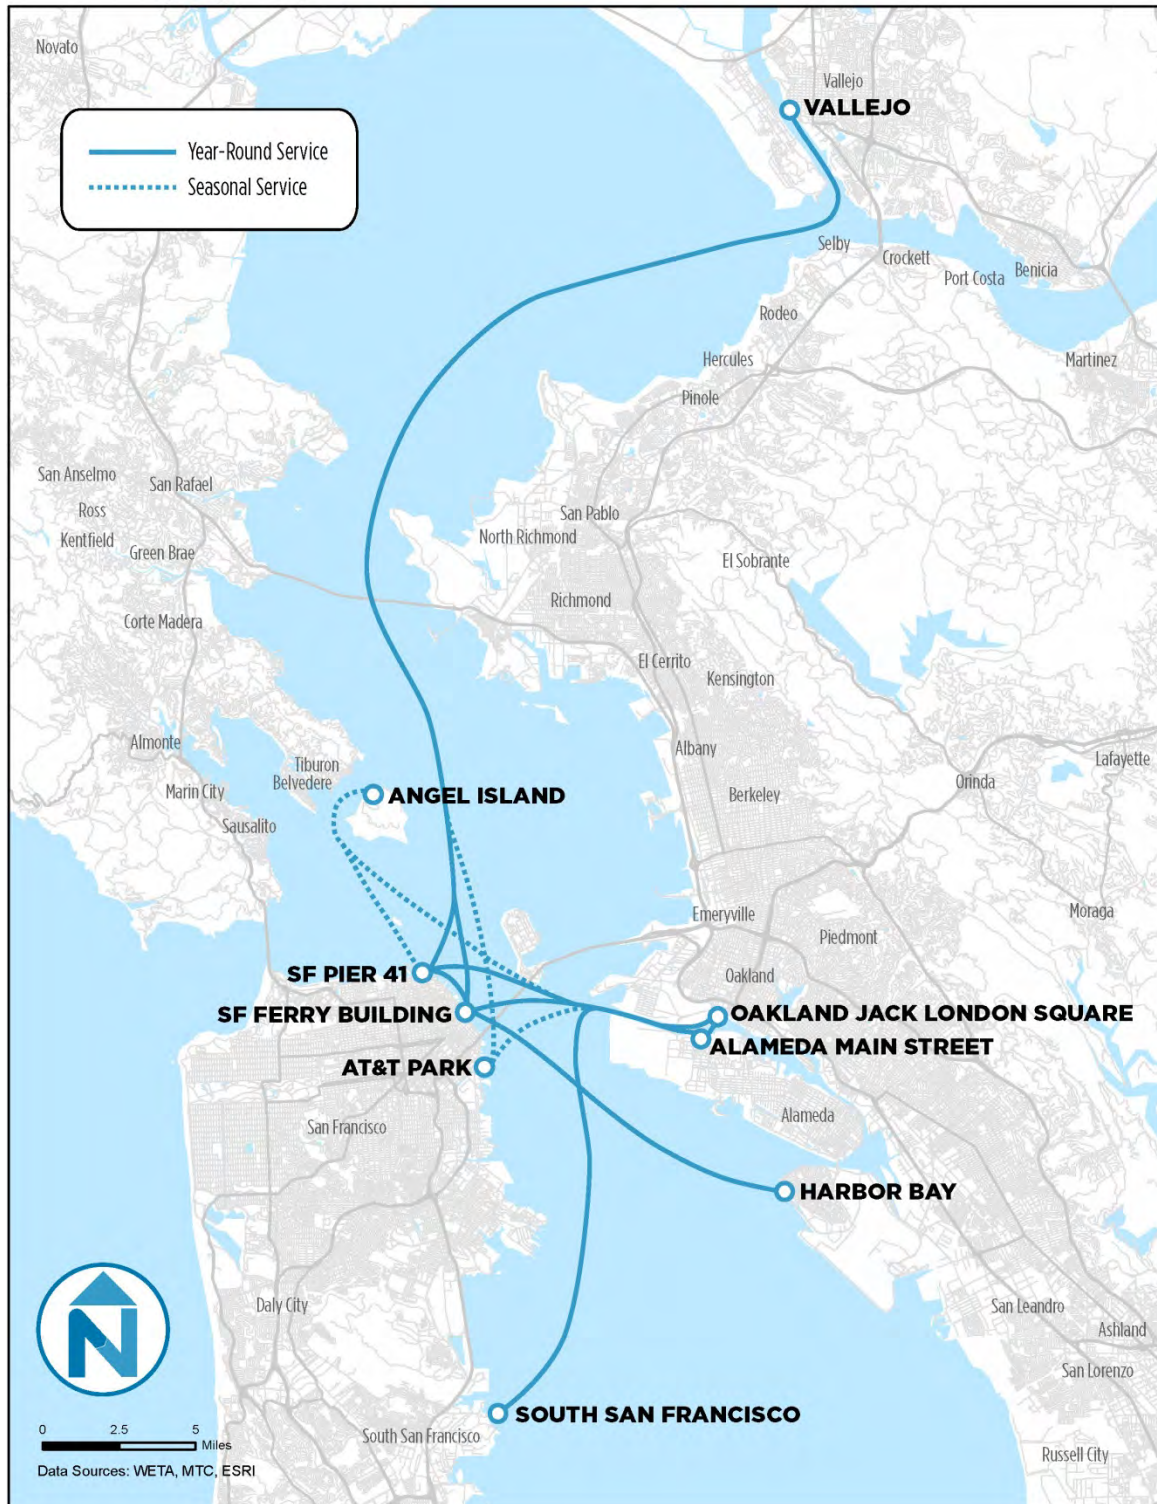 Novato
Vallejo
VALLEJO
Year-Round Service
Seasonal Service
Selby
Crockett
Port Costa
Benicia
Rodeo
Hercules
Martinez
Pinole
San Anselmo
San Rafael
Ross
Kentfield
Green Brae
San Pablo
North Richmond
El Sobrante
Richmond
Corte Madera
El Cerrito
Kensington
Almonte
Albany
Tiburon
Belvedere
Marin City
Lafayette
Orinda
ANGEL ISLAND
Berkeley
Sausalito
Emeryville
Moraga
Piedmont
SF PIER 41
Oakland
SF FERRY BUILDING
OAKLAND JACK LONDON SQUARE
ALAMEDA MAIN STREET
AT&T PARK
San Francisco
Alameda
HARBOR BAY
N
Daly City
San Leandro
Ashland
San Lorenzo
SOUTH SAN FRANCISCO
South San Francisco
Russell City
0 2.5 5
Miles
Data Sources: WETA, MTC, ESRI